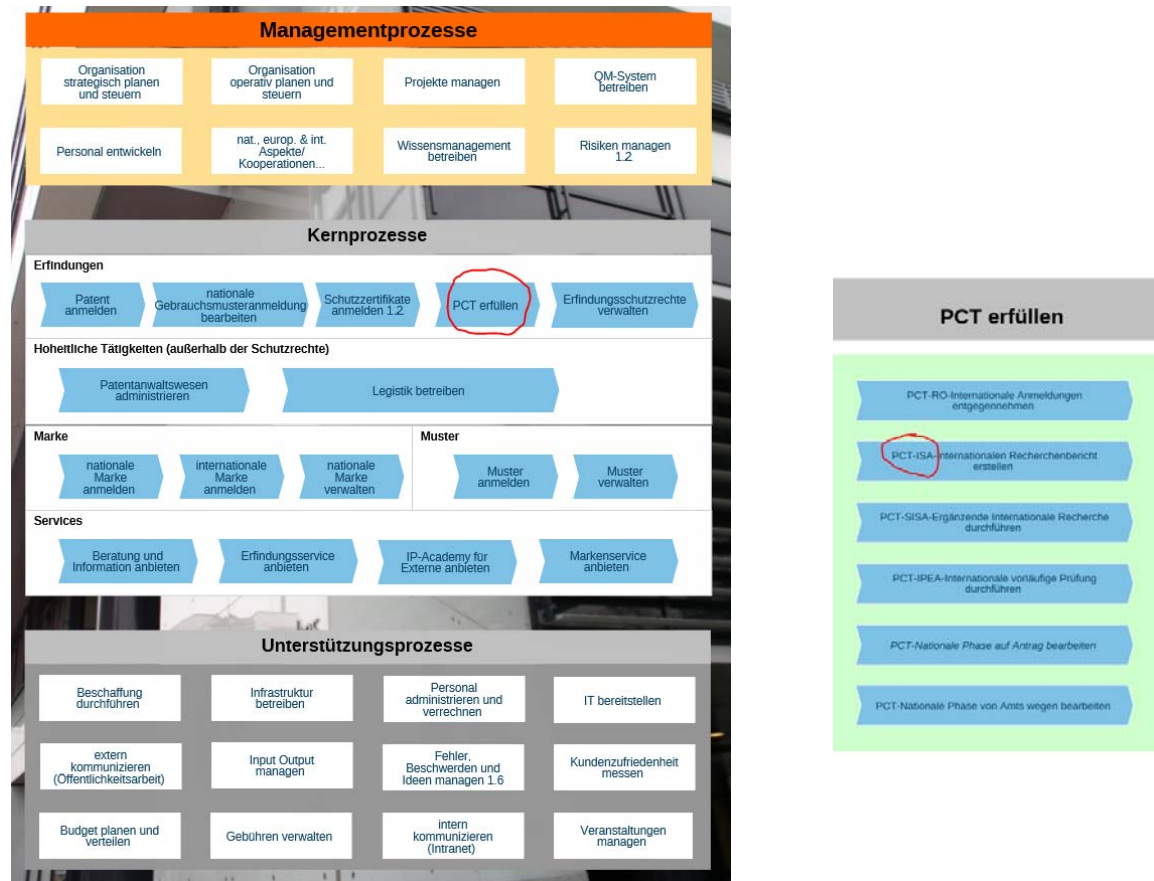 Managementprozesse
Organisation
strategisch planen
und steuern
Organisation
operativ planen und
steuern
Projekte managen
QM-System
betreiben
Personal entwickeln
nat., europ. & int.
Aspekte/
Kooperationen...
Wissensmanagement
betreiben
Risiken managen
1.2
Kernprozesse
Erfindungen
Patent
anmelden
nationale
Gebrauchsmusteranmeldung
bearbeiten
Schutzzertifikate
anmelden 1.2
PCT erfüllen
Erfindungsschutzrechte
verwalten
Hoheitliche Tätigkeiten (außerhalb der Schutzrechte)
Patentanwaltswesen
administrieren
Legistik betreiben
Marke
nationale
Marke
anmelden
internationale
Marke
anmelden
nationale
Marke
verwalten
Muster
Muster
anmelden
Muster
verwalten
Services
Beratung und
Information anbieten
Erfindungsservice
anbieten
IP-Academy für
Externe anbieten
Markenservice
anbieten
Unterstützungsprozesse
Beschaffung
durchführen
Infrastruktur
betreiben
Personal
administrieren und
verrechnen
IT bereitstellen
extern
kommunizieren
(Öffentlichkeitsarbeit)
Input Output
managen
Fehler,
Beschwerden und
Ideen managen 1.6
Kundenzufriedenheit
messen
Budget planen und
verteilen
Gebühren verwalten
intern
kommunizieren
(Intranet)
Veranstaltungen
managen
PCT erfüllen
PCT-RO-Internationale Anmeldungen
entgegennehmen
PCT-ISA-Internationalen Recherchenbericht
erstellen
PCT-SISA-Ergänzende Internationale Recherche
durchführen
PCT-IPEA-Internationale vorläufige Prüfung
durchführen
PCT-Nationale Phase auf Antrag bearbeiten
PCT-Nationale Phase von Amts wegen bearbeiten